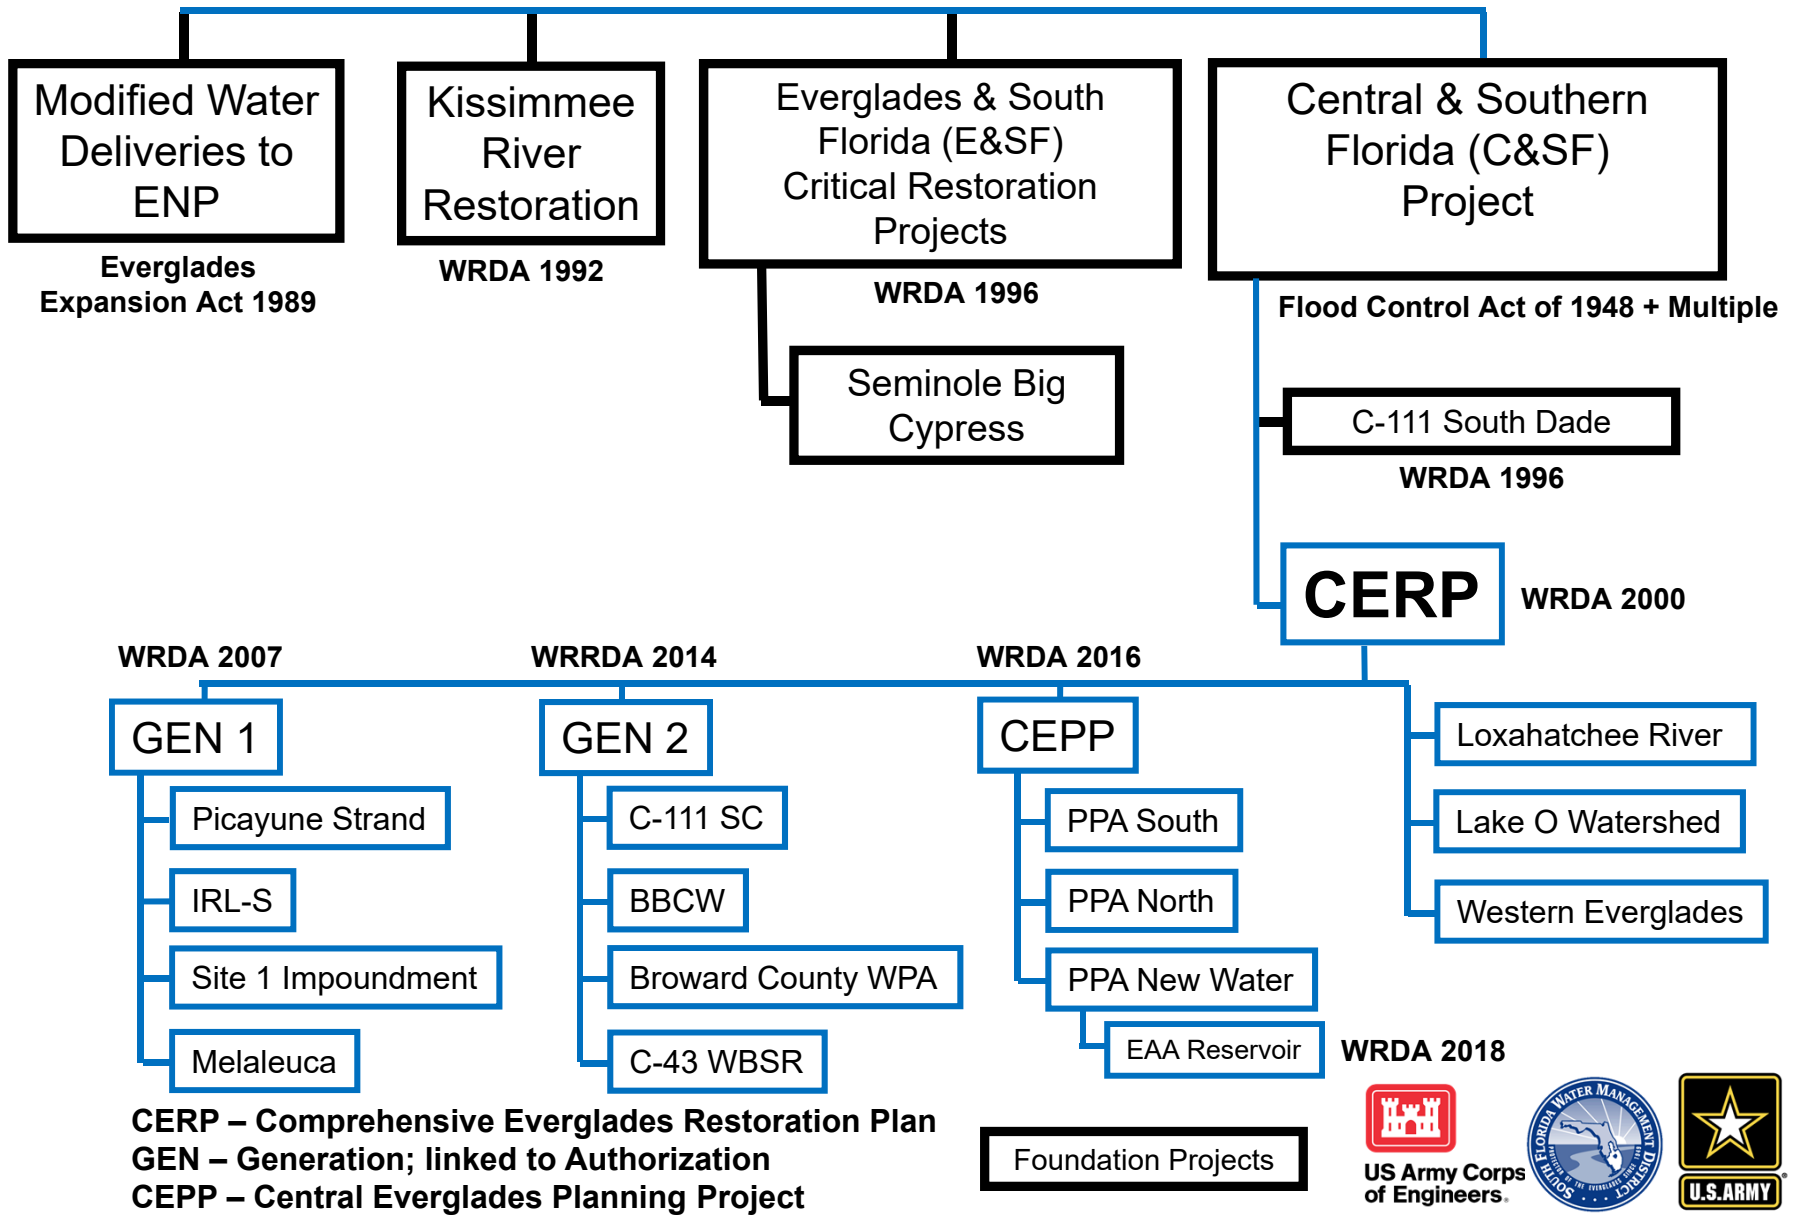 Modified Water
Deliveries to
ENP
Everglades
Expansion Act 1989
Kissimmee
River
Restoration
WRDA 1992
Everglades & South
Florida (E&SF)
Critical Restoration
Projects
WRDA 1996
Seminole Big
Cypress
Central & Southern
Florida (C&SF)
Project
Flood Control Act of 1948 + Multiple
C-111 South Dade
WRDA 1996
CERP
WRDA 2000
WRDA 2007
GEN 1
Picayune Strand
IRL-S
Site 1 Impoundment
Melaleuca
WRRDA 2014
GEN 2
C-111 SC
BBCW
Broward County WPA
C-43 WBSR
WRDA 2016
CEPP
PPA South
PPA North
PPA New Water
EAA Reservoir
WRDA 2018
Loxahatchee River
Lake O Watershed
Western Everglades
CERP – Comprehensive Everglades Restoration Plan
GEN – Generation; linked to Authorization
CEPP – Central Everglades Planning Project
Foundation Projects
US Army Corps
of Engineers®
SOUTH FLORIDA WATER MANAGEMENT DISTRICT
U.S.ARMY